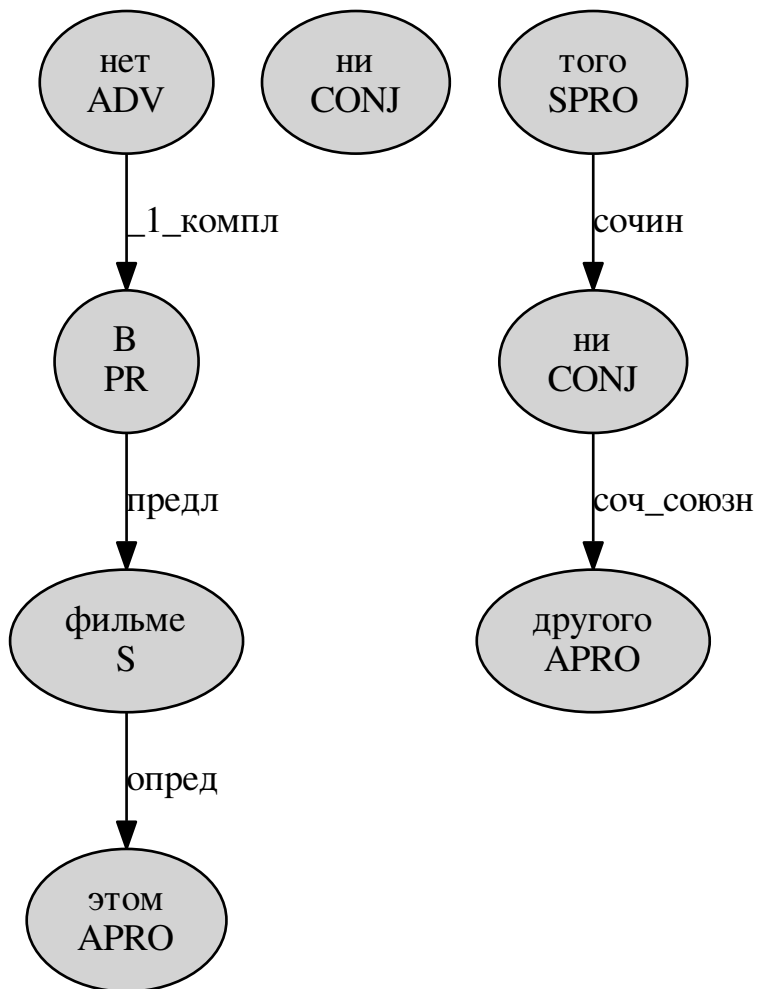 нет
ADV
ни
CONJ
того
SPRO
_1_компл
сочин
В
PR
ни
CONJ
предл
соч_союзн
фильме
S
другого
APRO
опред
этом
APRO